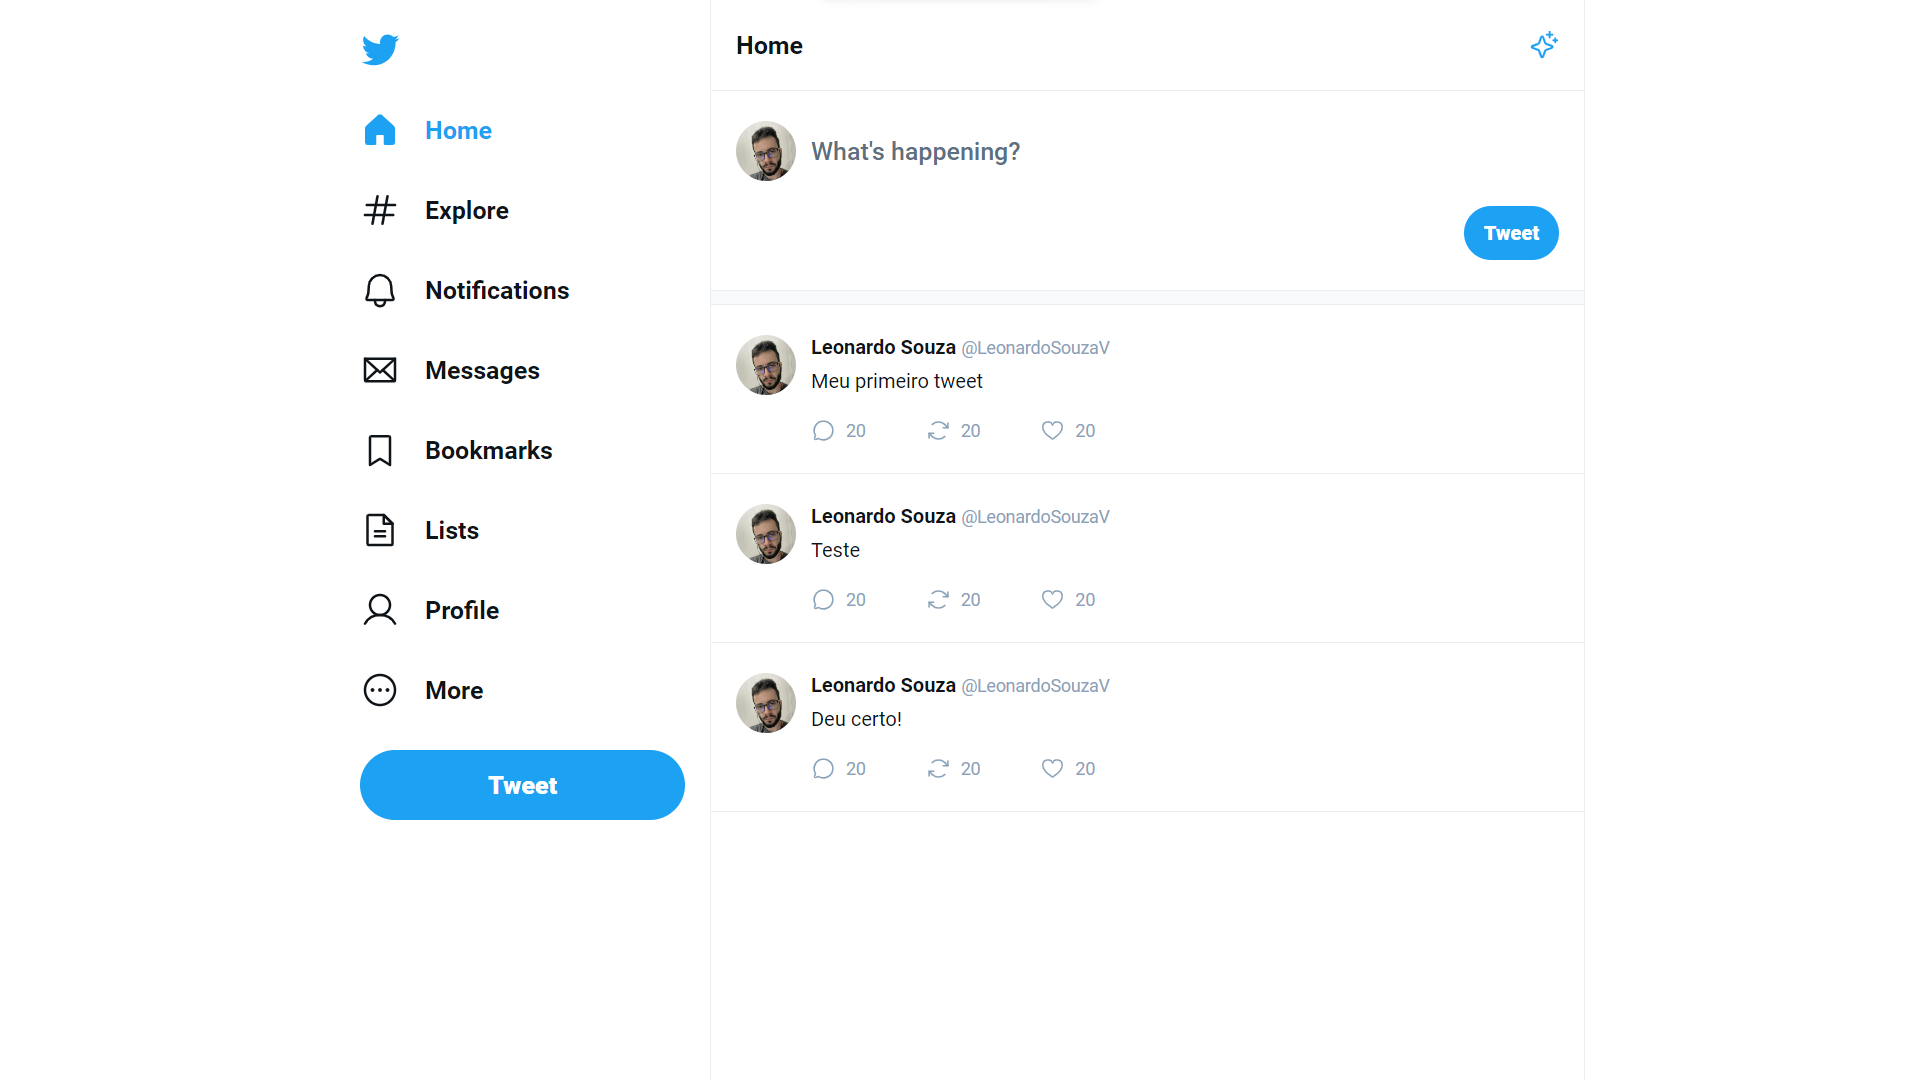 Home
Explore
Notifications
Messages
Bookmarks
Lists
Profile
More
Tweet
Home
What's happening?
Tweet
Leonardo Souza @LeonardoSouzaV
Meu primeiro tweet
20 20 20
Leonardo Souza @LeonardoSouzaV
Teste
20 20 20
Leonardo Souza @LeonardoSouzaV
Deu certo!
20 20 20